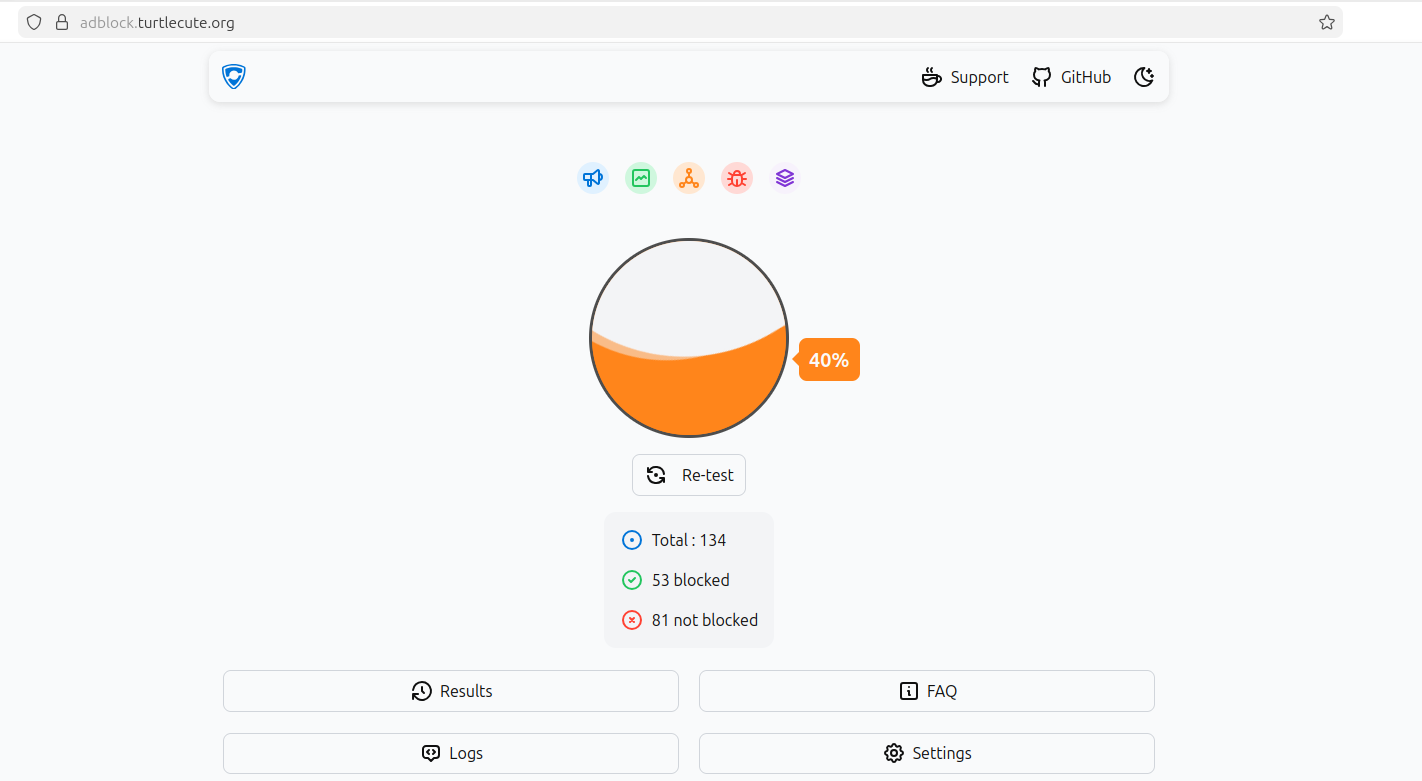 adblock.turtlecute.org
Support GitHub
40%
Re-test
Total : 134
53 blocked
81 not blocked
Results FAQ
Logs Settings